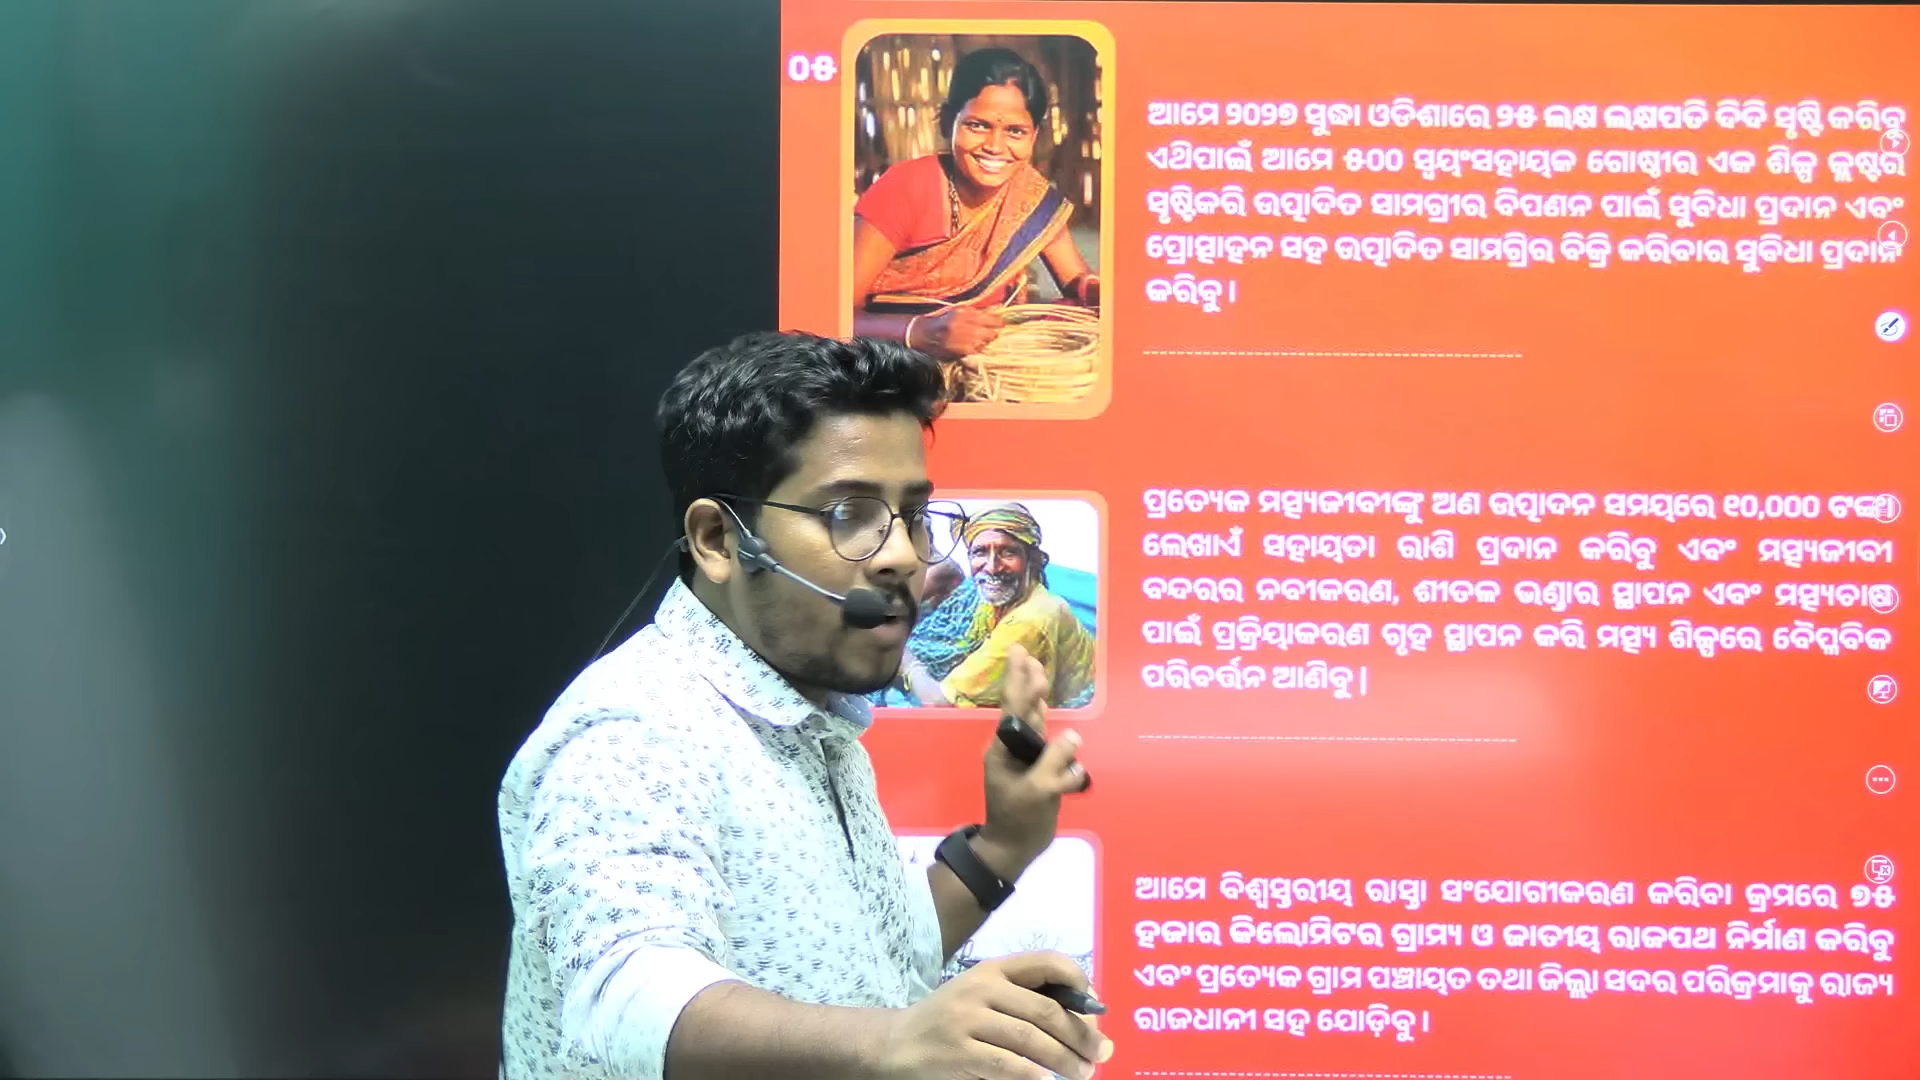 ୦୫
ଆମେ ୨୦୨୭ ସୁଦ୍ଧା ଓଡିଶାରେ ୨୫ ଲକ୍ଷ ଲକ୍ଷପତି ଦିଦି ସୃଷ୍ଟି କରିବୁ
ଏଥିପାଇଁ ଆମେ ୫୦୦ ସ୍ୱୟଂସହାୟକ ଗୋଷ୍ଠୀର ଏକ ଶିଳ୍ପ କ୍ଲଷ୍ଟର
ସୃଷ୍ଟିକରି ଉତ୍ପାଦିତ ସାମଗ୍ରୀର ବିପଣନ ପାଇଁ ସୁବିଧା ପ୍ରଦାନ ଏବଂ
ପ୍ରୋତ୍ସାହନ ସହ ଉତ୍ପାଦିତ ସାମଗ୍ରିର ବିକ୍ରି କରିବାର ସୁବିଧା ପ୍ରଦାନ
କରିବୁ ।
ପ୍ରତ୍ୟେକ ମତ୍ସ୍ୟଜୀବୀଙ୍କୁ ଅଣ ଉତ୍ପାଦନ ସମୟରେ ୧୦,୦୦୦ ଟଙ୍କା
ଲେଖାଏଁ ସହାୟତା ରାଶି ପ୍ରଦାନ କରିବୁ ଏବଂ ମତ୍ସ୍ୟଜୀବୀ
ବନ୍ଦରର ନବୀକରଣ, ଶୀତଳ ଭଣ୍ଡାର ସ୍ଥାପନ ଏବଂ ମତ୍ସ୍ୟଚାଷ
ପାଇଁ ପ୍ରକ୍ରିୟାକରଣ ଗୃହ ସ୍ଥାପନ କରି ମତ୍ସ୍ୟ ଶିଳ୍ପରେ ବୈପ୍ଳବିକ
ପରିବର୍ତ୍ତନ ଆଣିବୁ |
ଆମେ ବିଶ୍ୱସ୍ତରୀୟ ରାସ୍ତା ସଂଯୋଗୀକରଣ କରିବା କ୍ରମରେ ୭୫
ହଜାର କିଲୋମିଟର ଗ୍ରାମ୍ୟ ଓ ଜାତୀୟ ରାଜପଥ ନିର୍ମାଣ କରିବୁ
ଏବଂ ପ୍ରତ୍ୟେକ ଗ୍ରାମ ପଞ୍ଚାୟତ ତଥା ଜିଲ୍ଲା ସଦର ପରିକ୍ରମାକୁ ରାଜ୍ୟ
ରାଜଧାନୀ ସହ ଯୋଡ଼ିବୁ ।